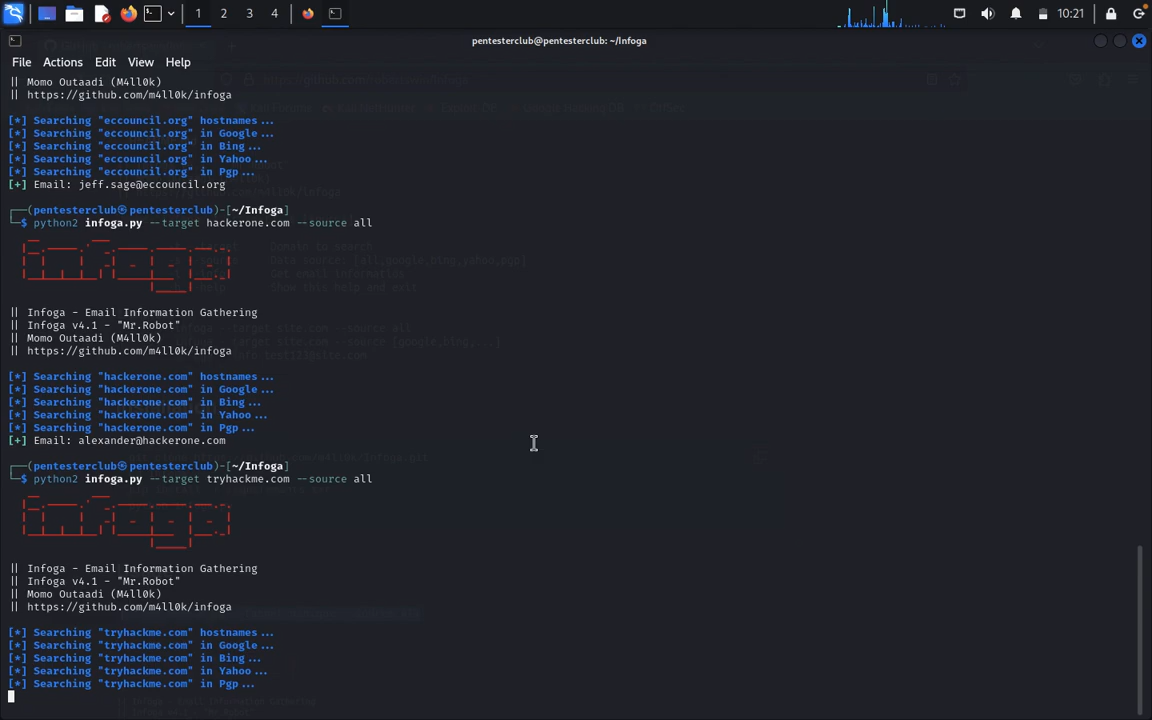 1 2 3 4 10:21
pentesterclub@pentesterclub: ~/Infoga
File Actions Edit View Help
|| Momo Outaadi (M4ll0k)
|| https://github.com/m4ll0k/infoga
[*] Searching "eccouncil.org" hostnames...
[*] Searching "eccouncil.org" in Google...
[*] Searching "eccouncil.org" in Bing...
[*] Searching "eccouncil.org" in Yahoo...
[*] Searching "eccouncil.org" in Pgp...
[+] Email: jeff.sage@eccouncil.org
┌──(pentesterclub㉿pentesterclub)-[~/Infoga]
└─$ python2 infoga.py --target hackerone.com --source all
|| Infoga - Email Information Gathering
|| Infoga v4.1 - "Mr.Robot"
|| Momo Outaadi (M4ll0k)
|| https://github.com/m4ll0k/infoga
[*] Searching "hackerone.com" hostnames...
[*] Searching "hackerone.com" in Google...
[*] Searching "hackerone.com" in Bing...
[*] Searching "hackerone.com" in Yahoo...
[*] Searching "hackerone.com" in Pgp...
[+] Email: alexander@hackerone.com
┌──(pentesterclub㉿pentesterclub)-[~/Infoga]
└─$ python2 infoga.py --target tryhackme.com --source all
|| Infoga - Email Information Gathering
|| Infoga v4.1 - "Mr.Robot"
|| Momo Outaadi (M4ll0k)
|| https://github.com/m4ll0k/infoga
[*] Searching "tryhackme.com" hostnames...
[*] Searching "tryhackme.com" in Google...
[*] Searching "tryhackme.com" in Bing...
[*] Searching "tryhackme.com" in Yahoo...
[*] Searching "tryhackme.com" in Pgp...